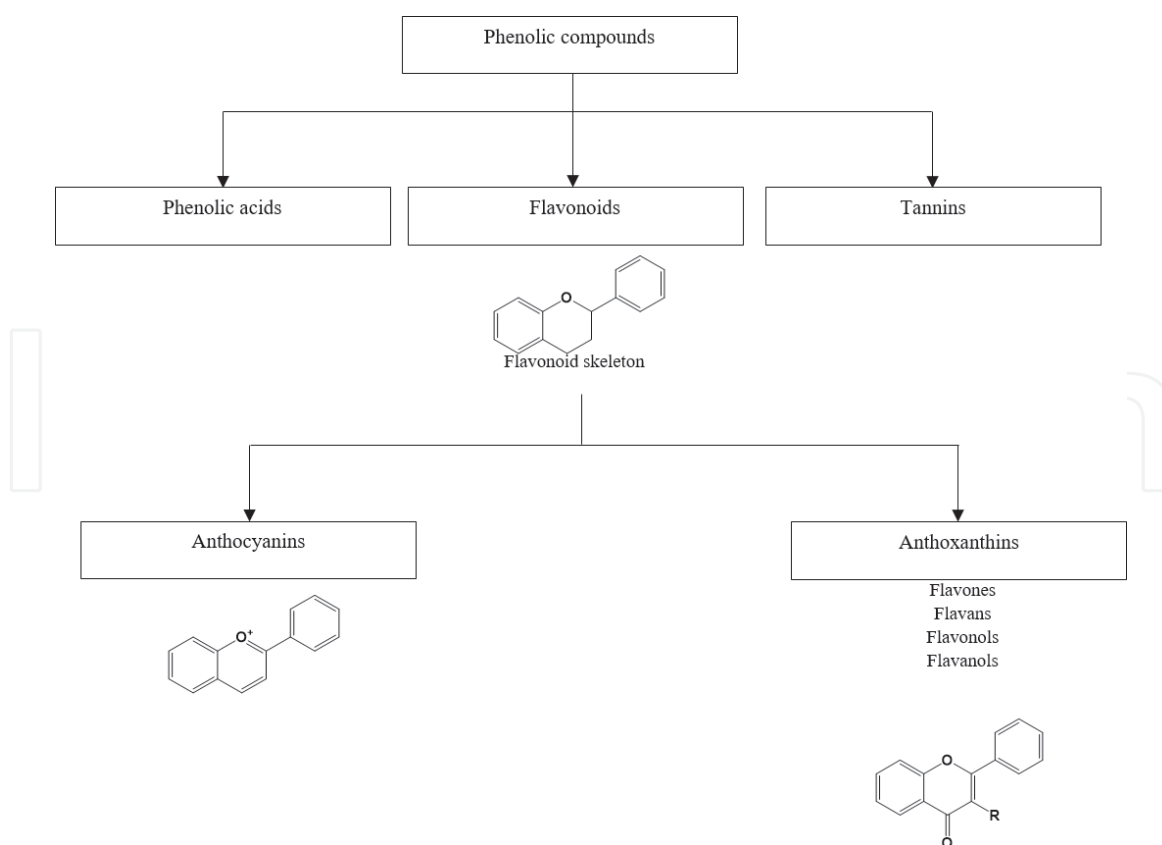 Phenolic compounds
Phenolic acids
Flavonoids
Tannins
O
Flavonoid skeleton
Anthocyanins
Anthoxanthins
Flavones
Flavans
Flavonols
Flavanols
O+
O
R
O